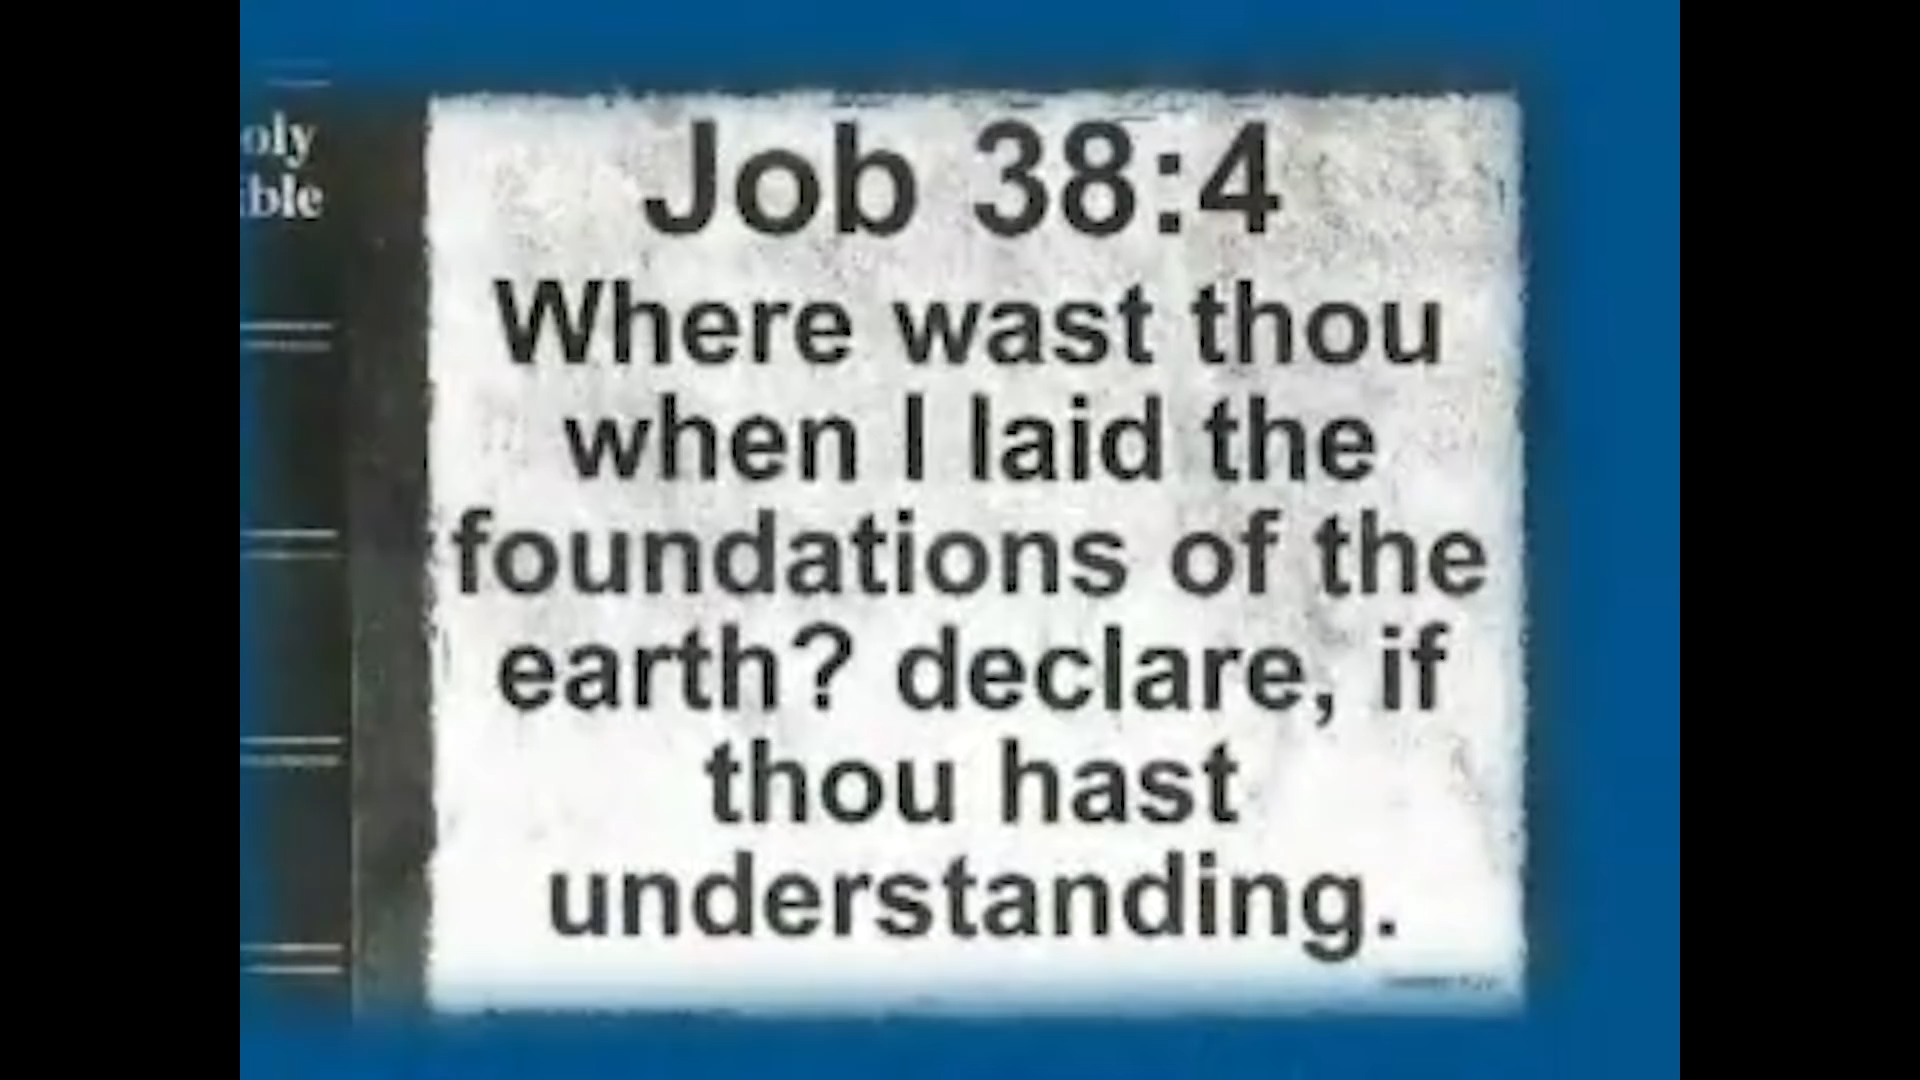 oly
ible
Job 38:4
Where wast thou
when I laid the
foundations of the
earth? declare, if
thou hast
understanding.